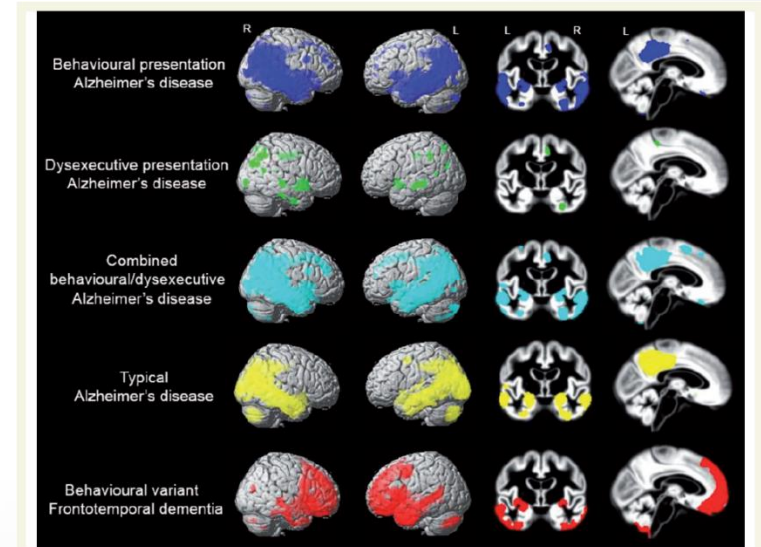 R L L R L
Behavioural presentation
Alzheimer's disease
Dysexecutive presentation
Alzheimer's disease
Combined
behavioural/dysexecutive
Alzheimer's disease
Typical
Alzheimer's disease
Behavioural variant
Frontotemporal dementia